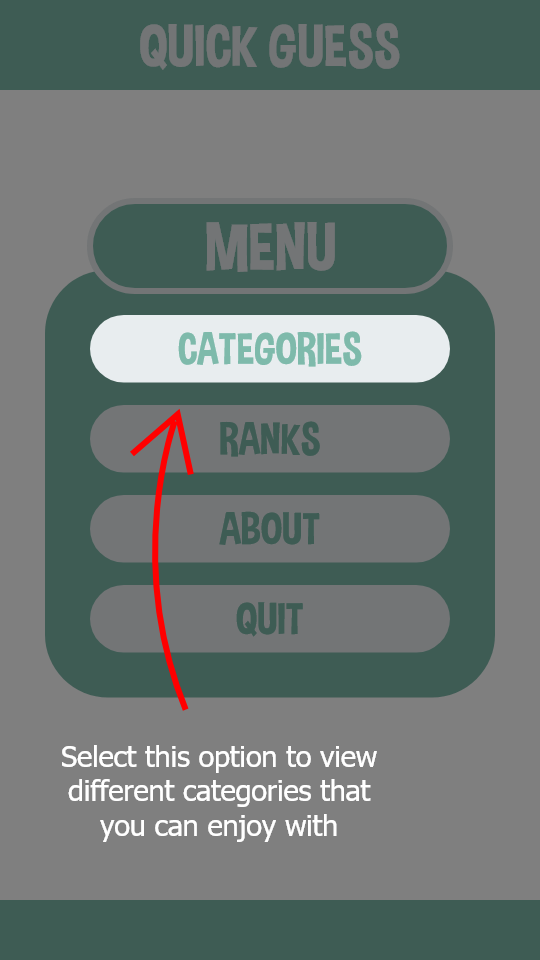 QUICK GUESS
MENU
CATEGORIES
RANKS
ABOUT
QUIT
Select this option to view
different categories that
you can enjoy with